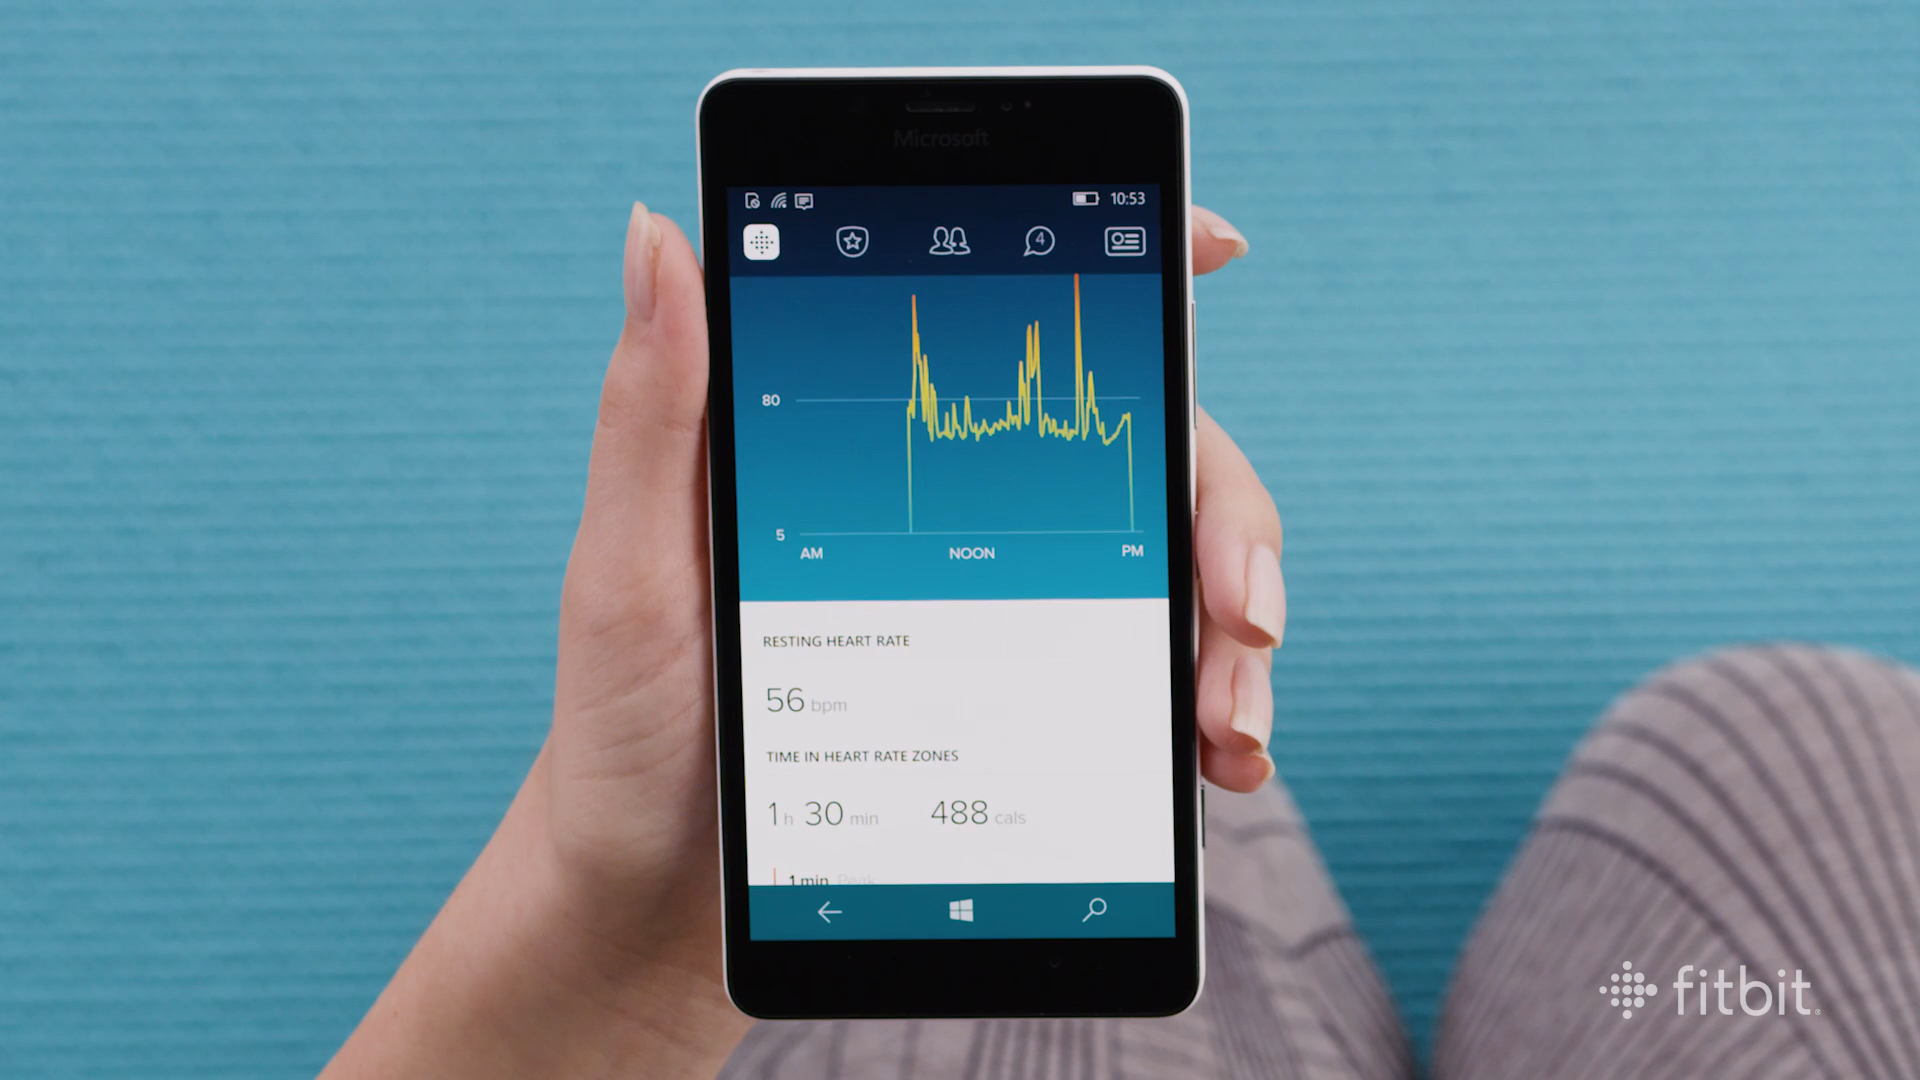 Microsoft
10:53
4
80
5
AM NOON PM
RESTING HEART RATE
56 bpm
TIME IN HEART RATE ZONES
1 h 30 min 488 cals
1 min Peak
fitbit